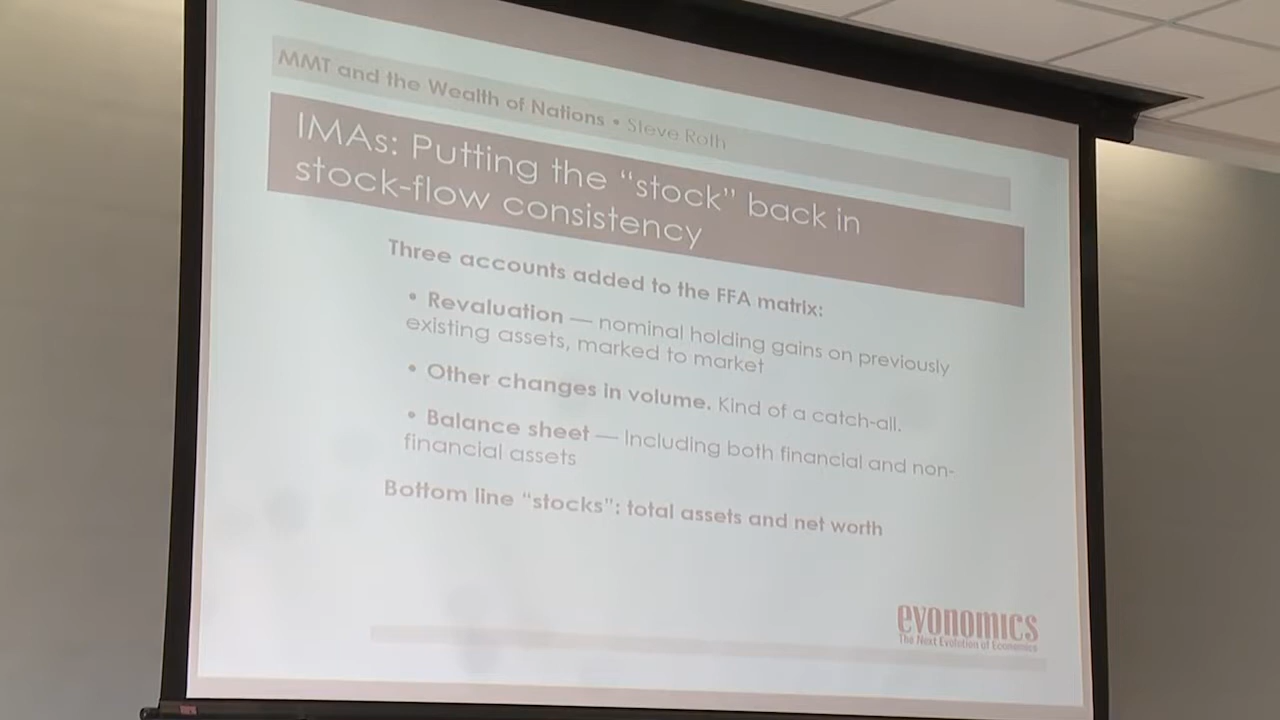 MMT and the Wealth of Nations • Steve Roth
IMAs: Putting the “stock” back in
stock-flow consistency
Three accounts added to the FFA matrix:
• Revaluation — nominal holding gains on previously
existing assets, marked to market
• Other changes in volume. Kind of a catch-all.
• Balance sheet — Including both financial and non-
financial assets
Bottom line “stocks”: total assets and net worth
evonomics
The Next Evolution of Economics